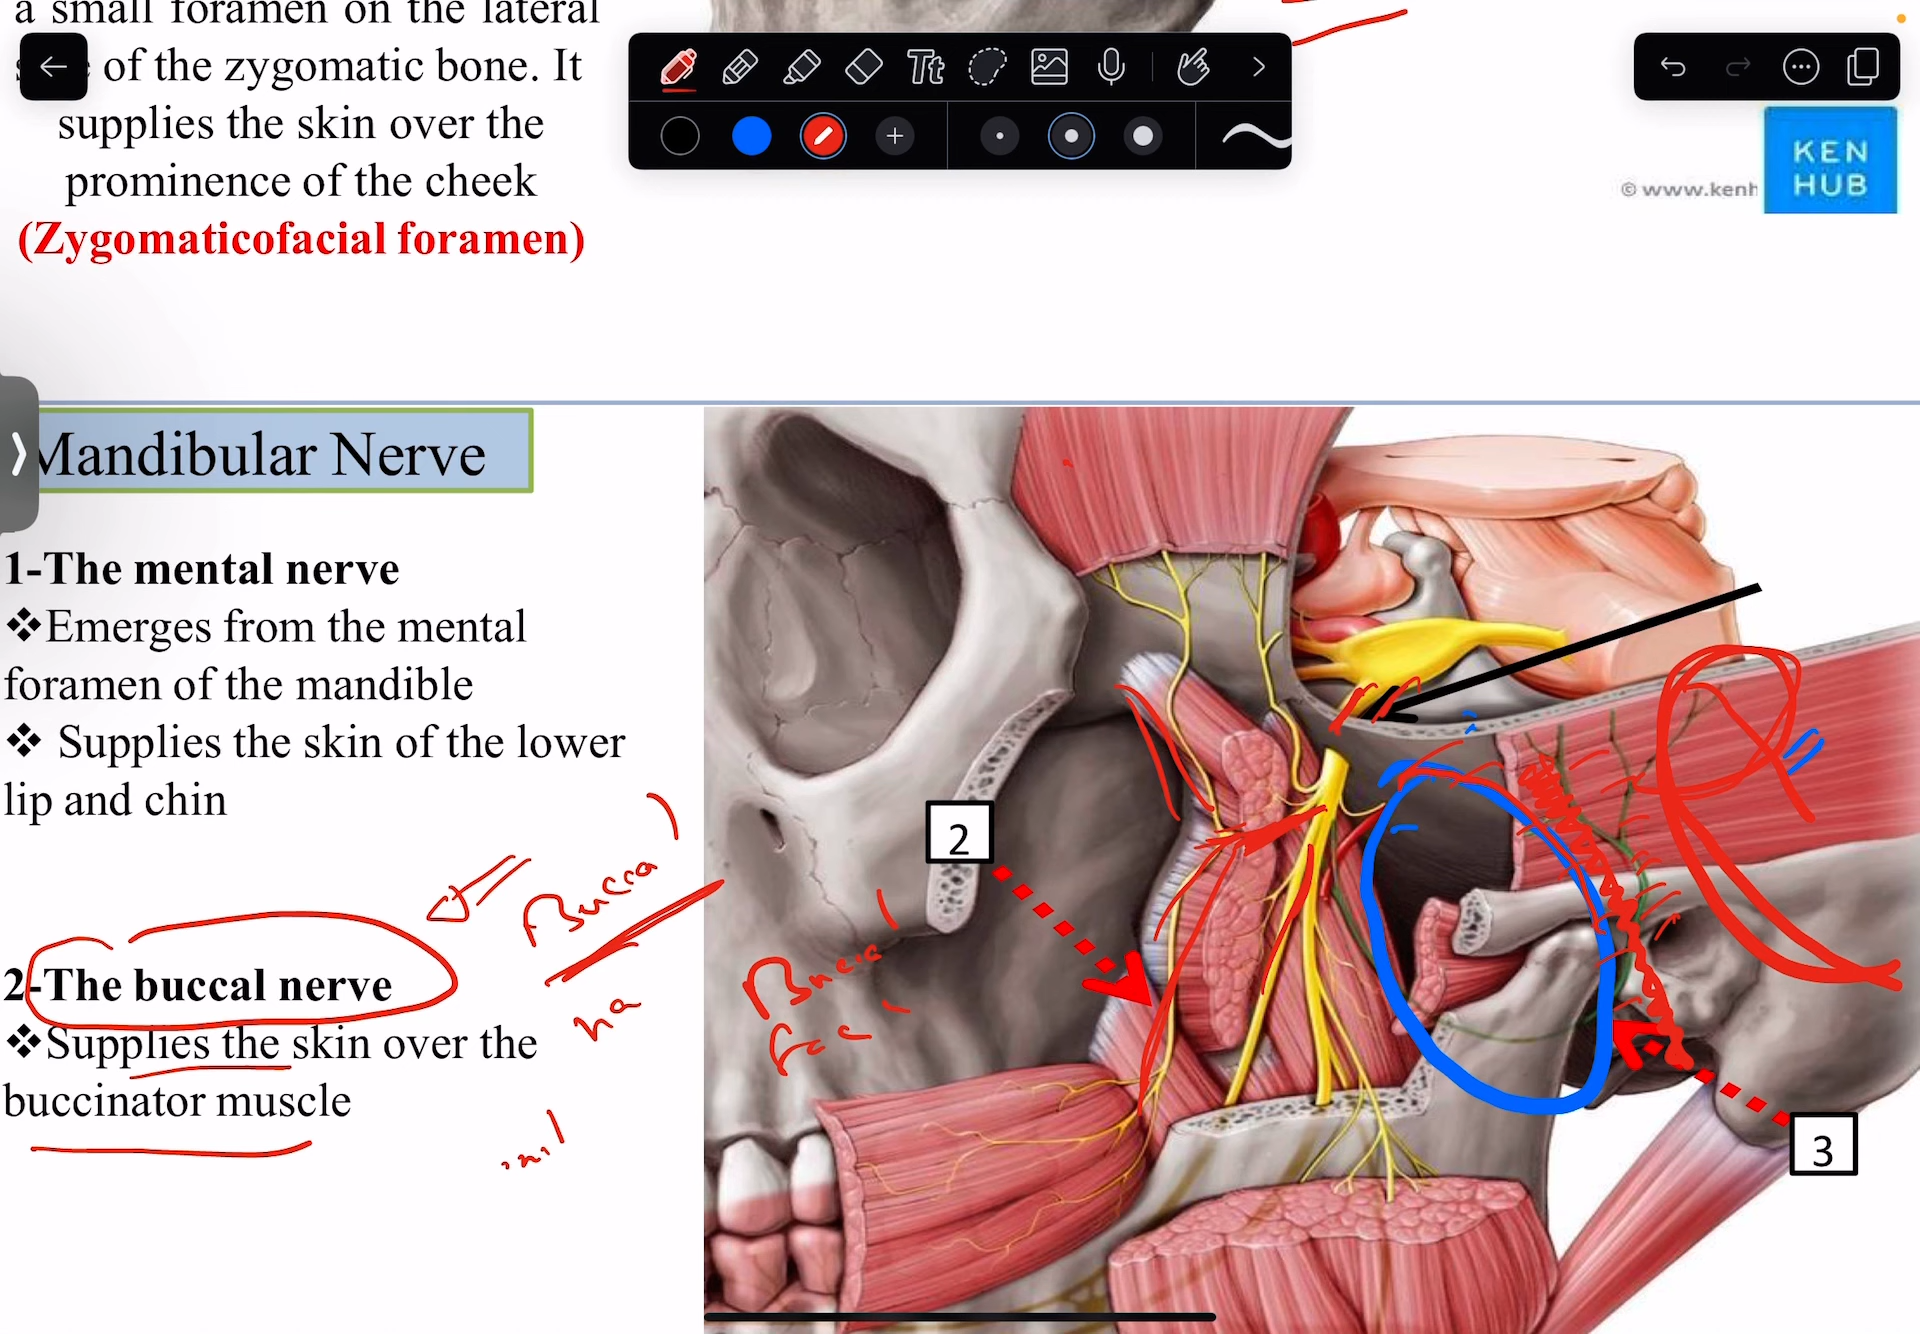 a small foramen on the lateral
of the zygomatic bone. It
supplies the skin over the
prominence of the cheek
(Zygomaticofacial foramen)
Tt
© www.kenh
KEN
HUB
Mandibular Nerve
1-The mental nerve
❖Emerges from the mental
foramen of the mandible
❖ Supplies the skin of the lower
lip and chin
2-The buccal nerve
❖Supplies the skin over the
buccinator muscle
Buccal
Buccal
2
3